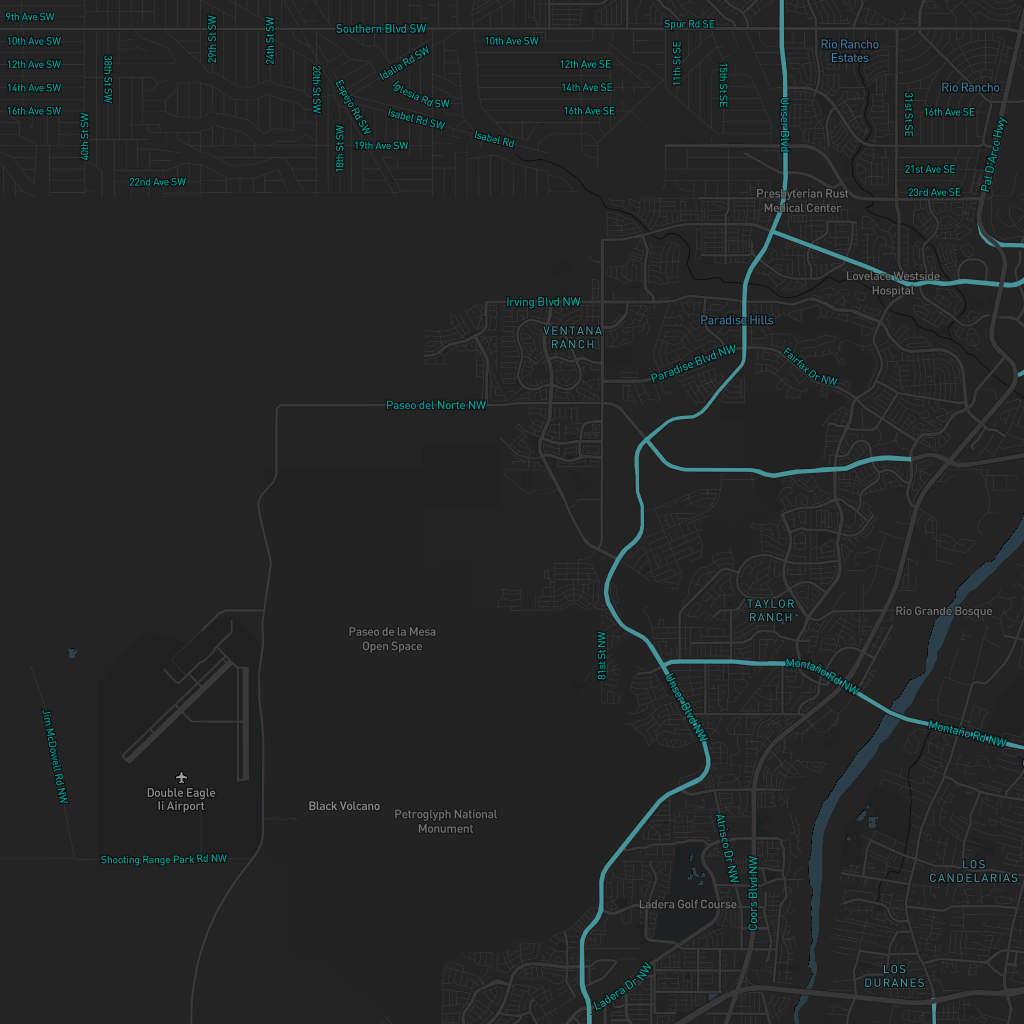 9th Ave SW
10th Ave SW
12th Ave SW
14th Ave SW
16th Ave SW
38th St SW
40th St SW
29th St SW
24th St SW
20th St SW
18th St SW
22nd Ave SW
Southern Blvd SW
Idalia Rd SW
Iglesia Rd SW
Espejo Rd SW
Isabel Rd SW
19th Ave SW
Isabel Rd
10th Ave SW
12th Ave SE
14th Ave SE
16th Ave SE
Spur Rd SE
11th St SE
15th St SE
Unser Blvd
Rio Rancho
Estates
Rio Rancho
31st St SE
16th Ave SE
Pat D'Arco Hwy
21st Ave SE
23rd Ave SE
Presbyterian Rust
Medical Center
Lovelace Westside
Hospital
Irving Blvd NW
VENTANA
RANCH
Paradise Hills
Paradise Blvd NW
Fairfax Dr NW
Paseo del Norte NW
Paseo de la Mesa
Open Space
81st St NW
TAYLOR
RANCH
Rio Grande Bosque
Montaño Rd NW
Unser Blvd NW
Montaño Rd NW
Jim McDowell Rd NW
Double Eagle
Ii Airport
Black Volcano
Petroglyph National
Monument
Shooting Range Park Rd NW
Atrisco Dr NW
Coors Blvd NW
Ladera Golf Course
LOS
CANDELARIAS
Ladera Dr NW
LOS
DURANES